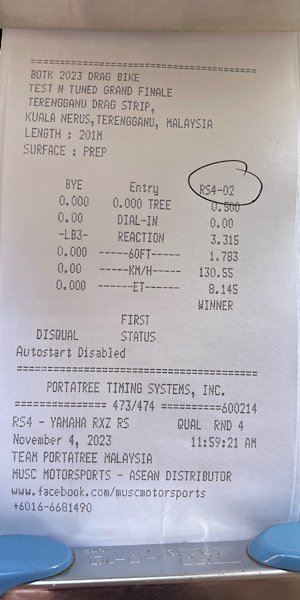 BOTK 2023 DRAG BIKE
TEST N TUNED GRAND FINALE
TERENGGANU DRAG STRIP,
KUALA NERUS,TERENGGANU, MALAYSIA
LENGTH : 201M
SURFACE : PREP
BYE Entry RS4-02
0.000 0.000 TREE 0.500
0.00 DIAL-IN 0.00
-LB3- REACTION 3.315
0.000 ------60FT------ 1.783
0.00 ------KM/H------ 130.55
0.000 -------ET------- 8.145
WINNER
FIRST
DISQUAL STATUS
Autostart Disabled
PORTATREE TIMING SYSTEMS, INC.
=============== 473/474 ==========600214
RS4 - YAMAHA RXZ RS QUAL RND 4
November 4, 2023 11:59:21 AM
TEAM PORTATREE MALAYSIA
MUSC MOTORSPORTS - ASEAN DISTRIBUTOR
www.facebook.com/muscmotorsports
+6016-6681490